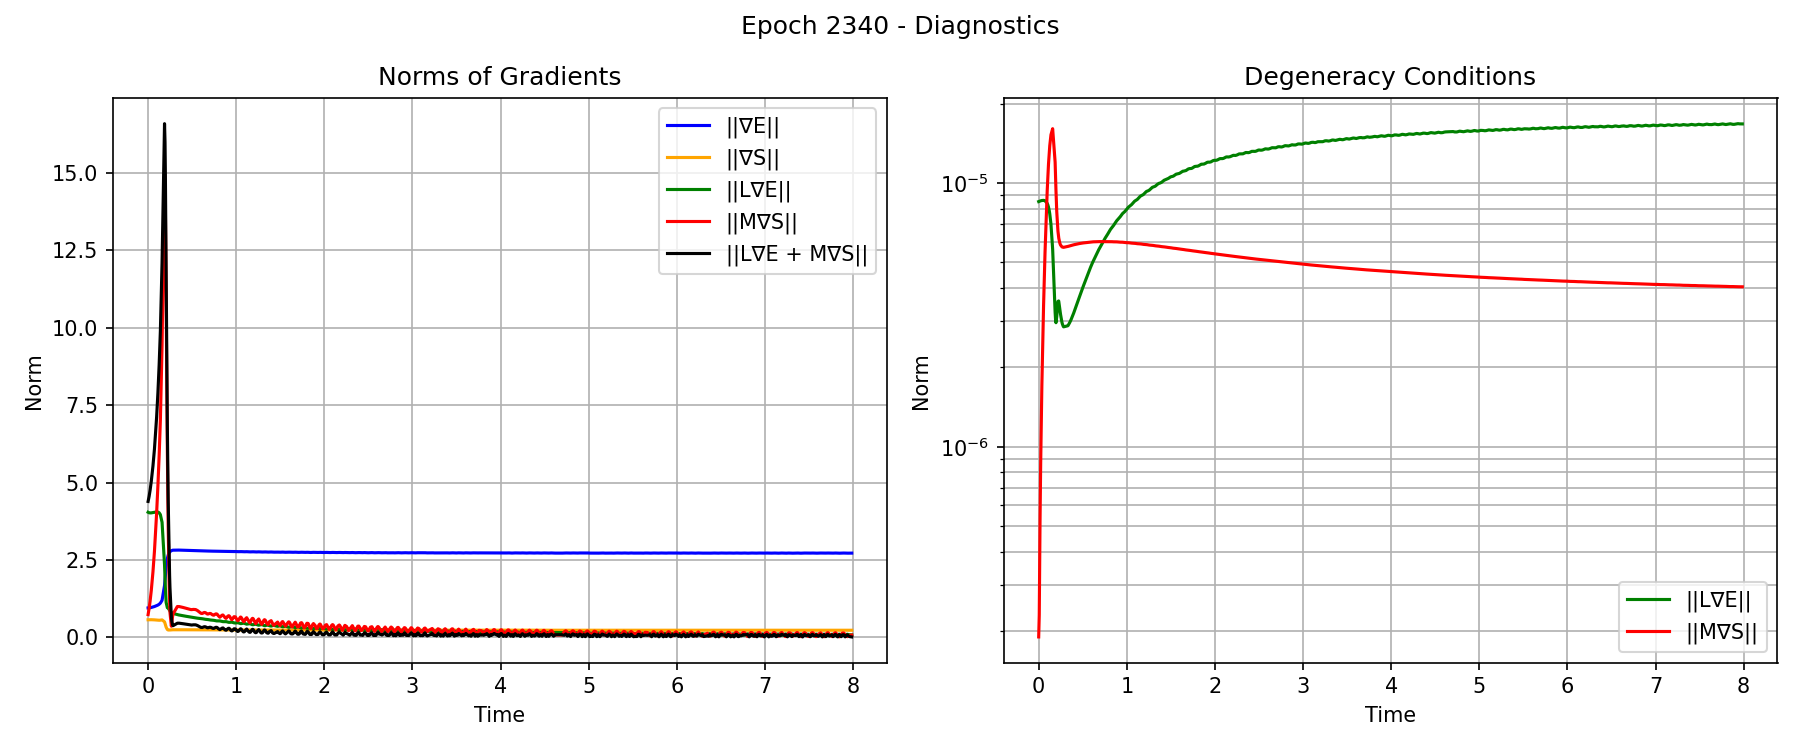 Epoch 2340 - Diagnostics
Norms of Gradients
Norm
15.0
12.5
10.0
7.5
5.0
2.5
0.0
0 1 2 3 4 5 6 7 8
Time
||∇E||
||∇S||
||L∇E||
||M∇S||
||L∇E + M∇S||
Degeneracy Conditions
Norm
10⁻⁵
10⁻⁶
0 1 2 3 4 5 6 7 8
Time
||L∇E||
||M∇S||